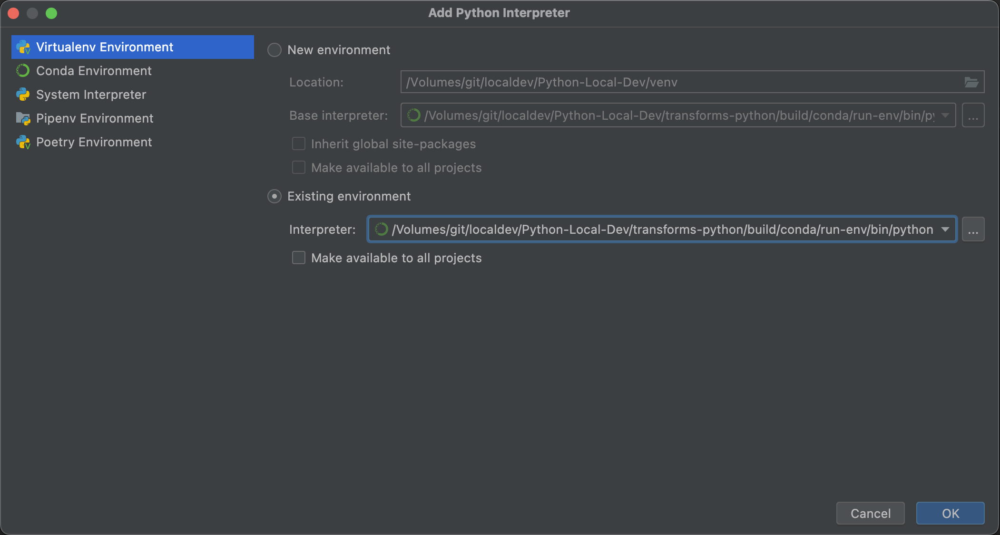 Add Python Interpreter
Virtualenv Environment
Conda Environment
System Interpreter
Pipenv Environment
Poetry Environment
New environment
Location: /Volumes/git/localdev/Python-Local-Dev/venv
Base interpreter: /Volumes/git/localdev/Python-Local-Dev/transforms-python/build/conda/run-env/bin/py ...
Inherit global site-packages
Make available to all projects
Existing environment
Interpreter: /Volumes/git/localdev/Python-Local-Dev/transforms-python/build/conda/run-env/bin/python ...
Make available to all projects
Cancel OK